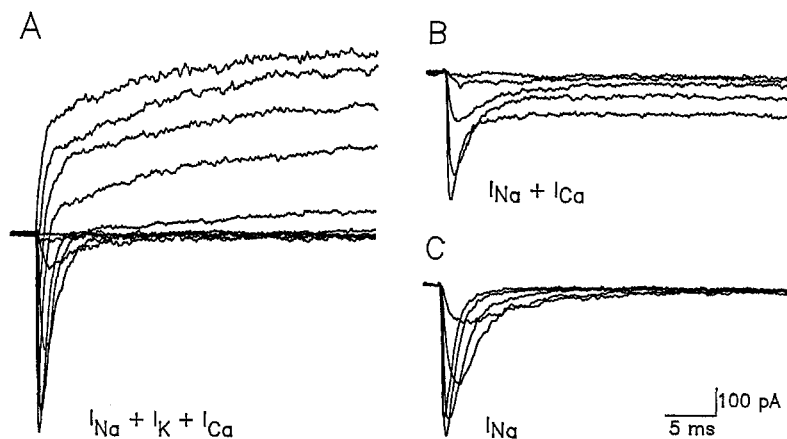 A
B
I_Na + I_Ca
C
I_Na + I_K + I_Ca
I_Na
100 pA
5 ms